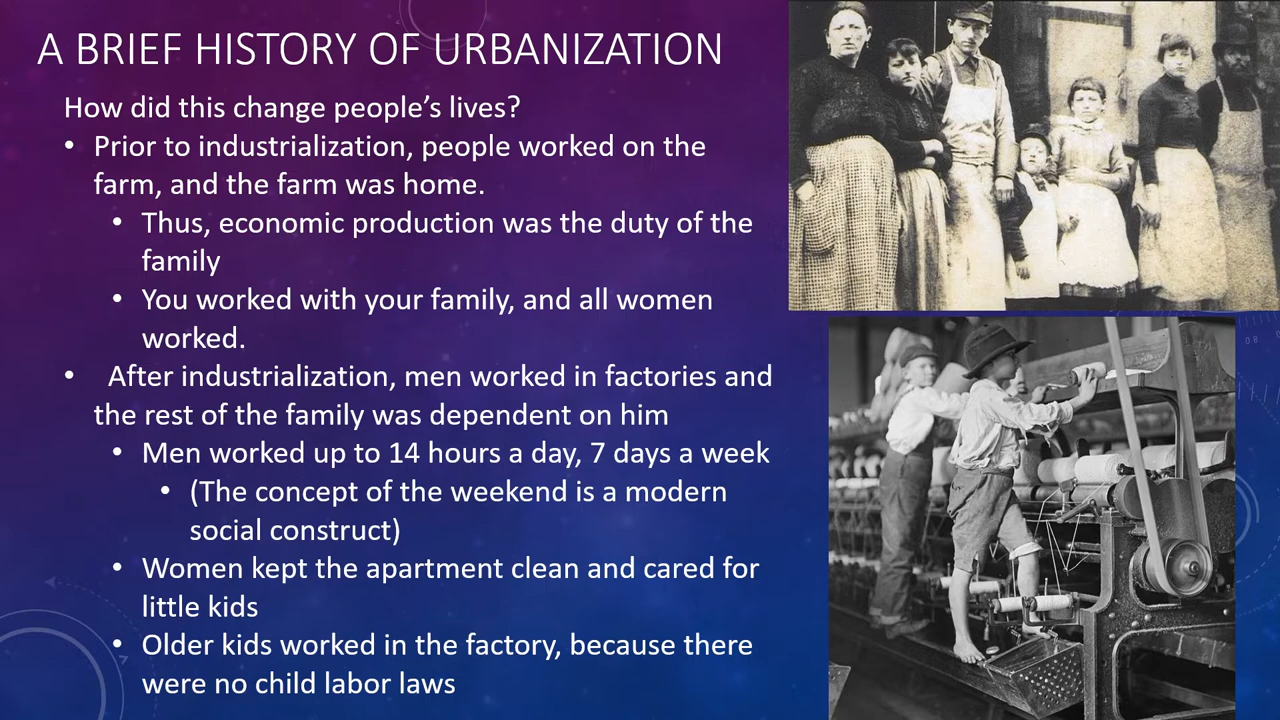 A BRIEF HISTORY OF URBANIZATION
How did this change people’s lives?
• Prior to industrialization, people worked on the
farm, and the farm was home.
• Thus, economic production was the duty of the
family
• You worked with your family, and all women
worked.
• After industrialization, men worked in factories and
the rest of the family was dependent on him
• Men worked up to 14 hours a day, 7 days a week
• (The concept of the weekend is a modern
social construct)
• Women kept the apartment clean and cared for
little kids
• Older kids worked in the factory, because there
were no child labor laws